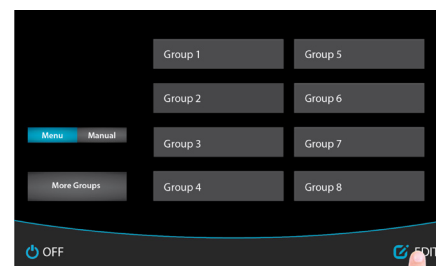 Group 1
Group 5
Group 2
Group 6
Menu
Manual
Group 3
Group 7
More Groups
Group 4
Group 8
OFF
EDIT